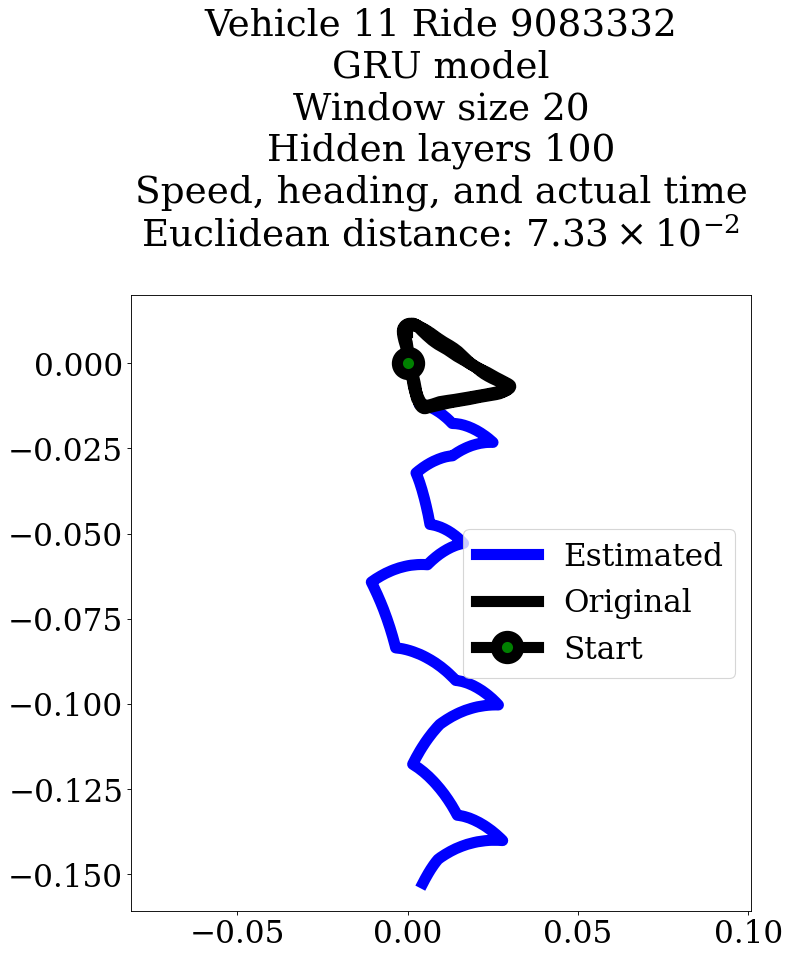 Vehicle 11 Ride 9083332
GRU model
Window size 20
Hidden layers 100
Speed, heading, and actual time
Euclidean distance: 7.33 × 10⁻²
0.000
−0.025
−0.050
−0.075
−0.100
−0.125
−0.150
Estimated
Original
Start
−0.05
0.00
0.05
0.10